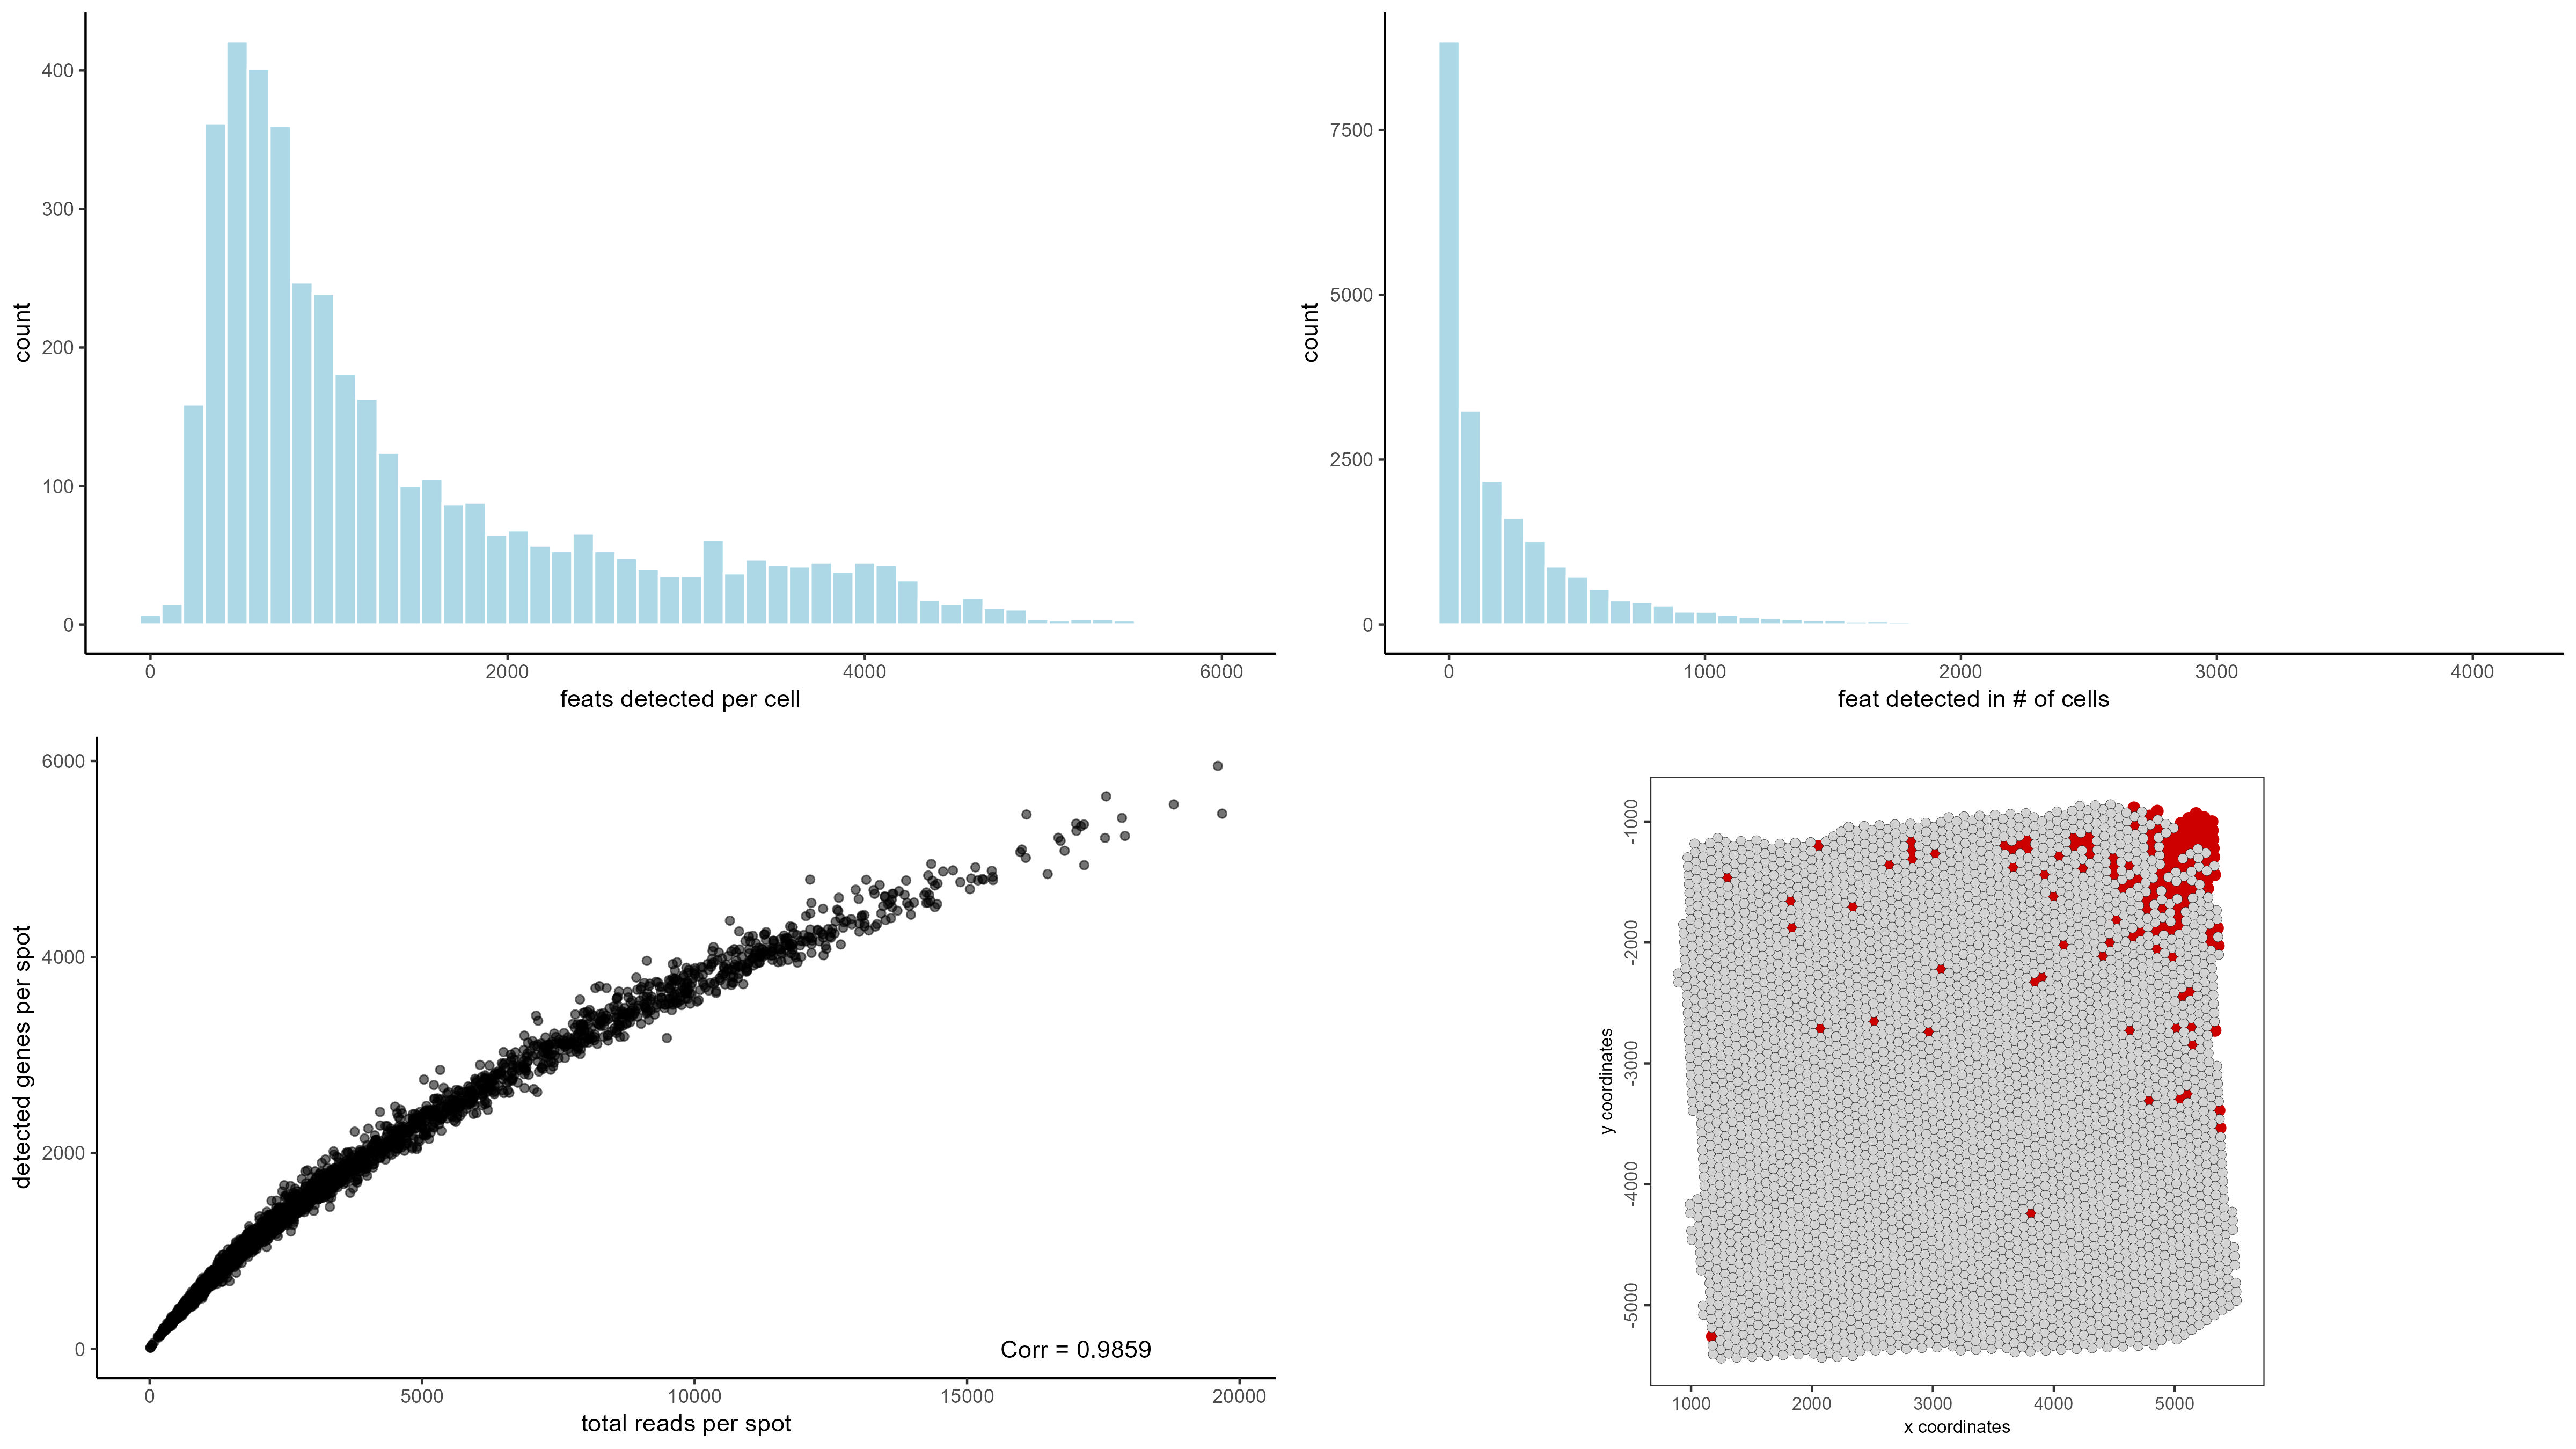 400
300
200
100
0
count
0 2000 4000 6000
feats detected per cell
7500
5000
2500
0
count
0 1000 2000 3000 4000
feat detected in # of cells
6000
4000
2000
0
detected genes per spot
Corr = 0.9859
0 5000 10000 15000 20000
total reads per spot
-1000
-2000
-3000
-4000
-5000
y coordinates
1000 2000 3000 4000 5000
x coordinates